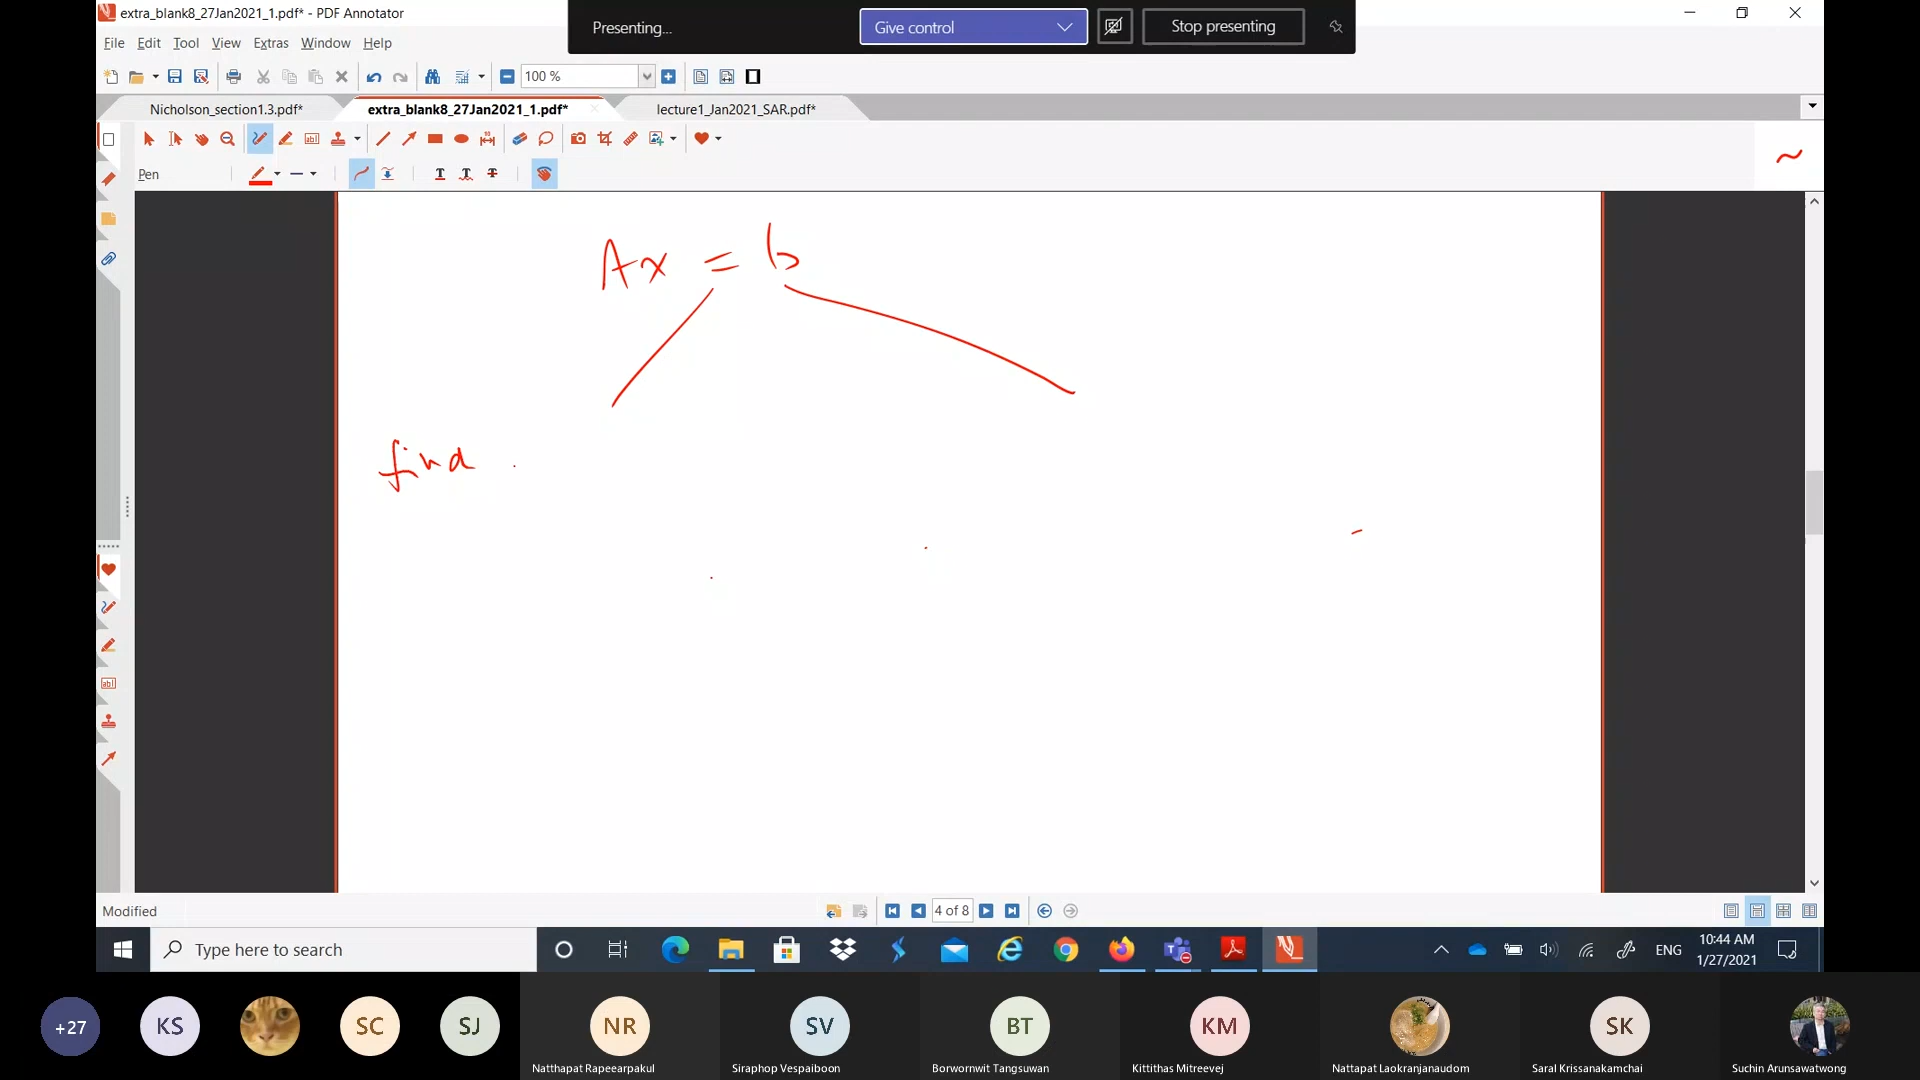 extra_blank8_27Jan2021_1.pdf* - PDF Annotator
Presenting...
Give control
Stop presenting
File Edit Tool View Extras Window Help
100 %
Nicholson_section1.3.pdf*
extra_blank8_27Jan2021_1.pdf*
lecture1_Jan2021_SAR.pdf*
Pen
Ax = b
find
Modified
4 of 8
Type here to search
ENG
10:44 AM
1/27/2021
+27
KS
SC
SJ
NR
SV
BT
KM
SK
Natthapat Rapeearpakul
Siraphop Vespaiboon
Borwornwit Tangsuwan
Kittithas Mitreevej
Nattapat Laokranjanaudom
Saral Krissanakamchai
Suchin Arunsawatwong